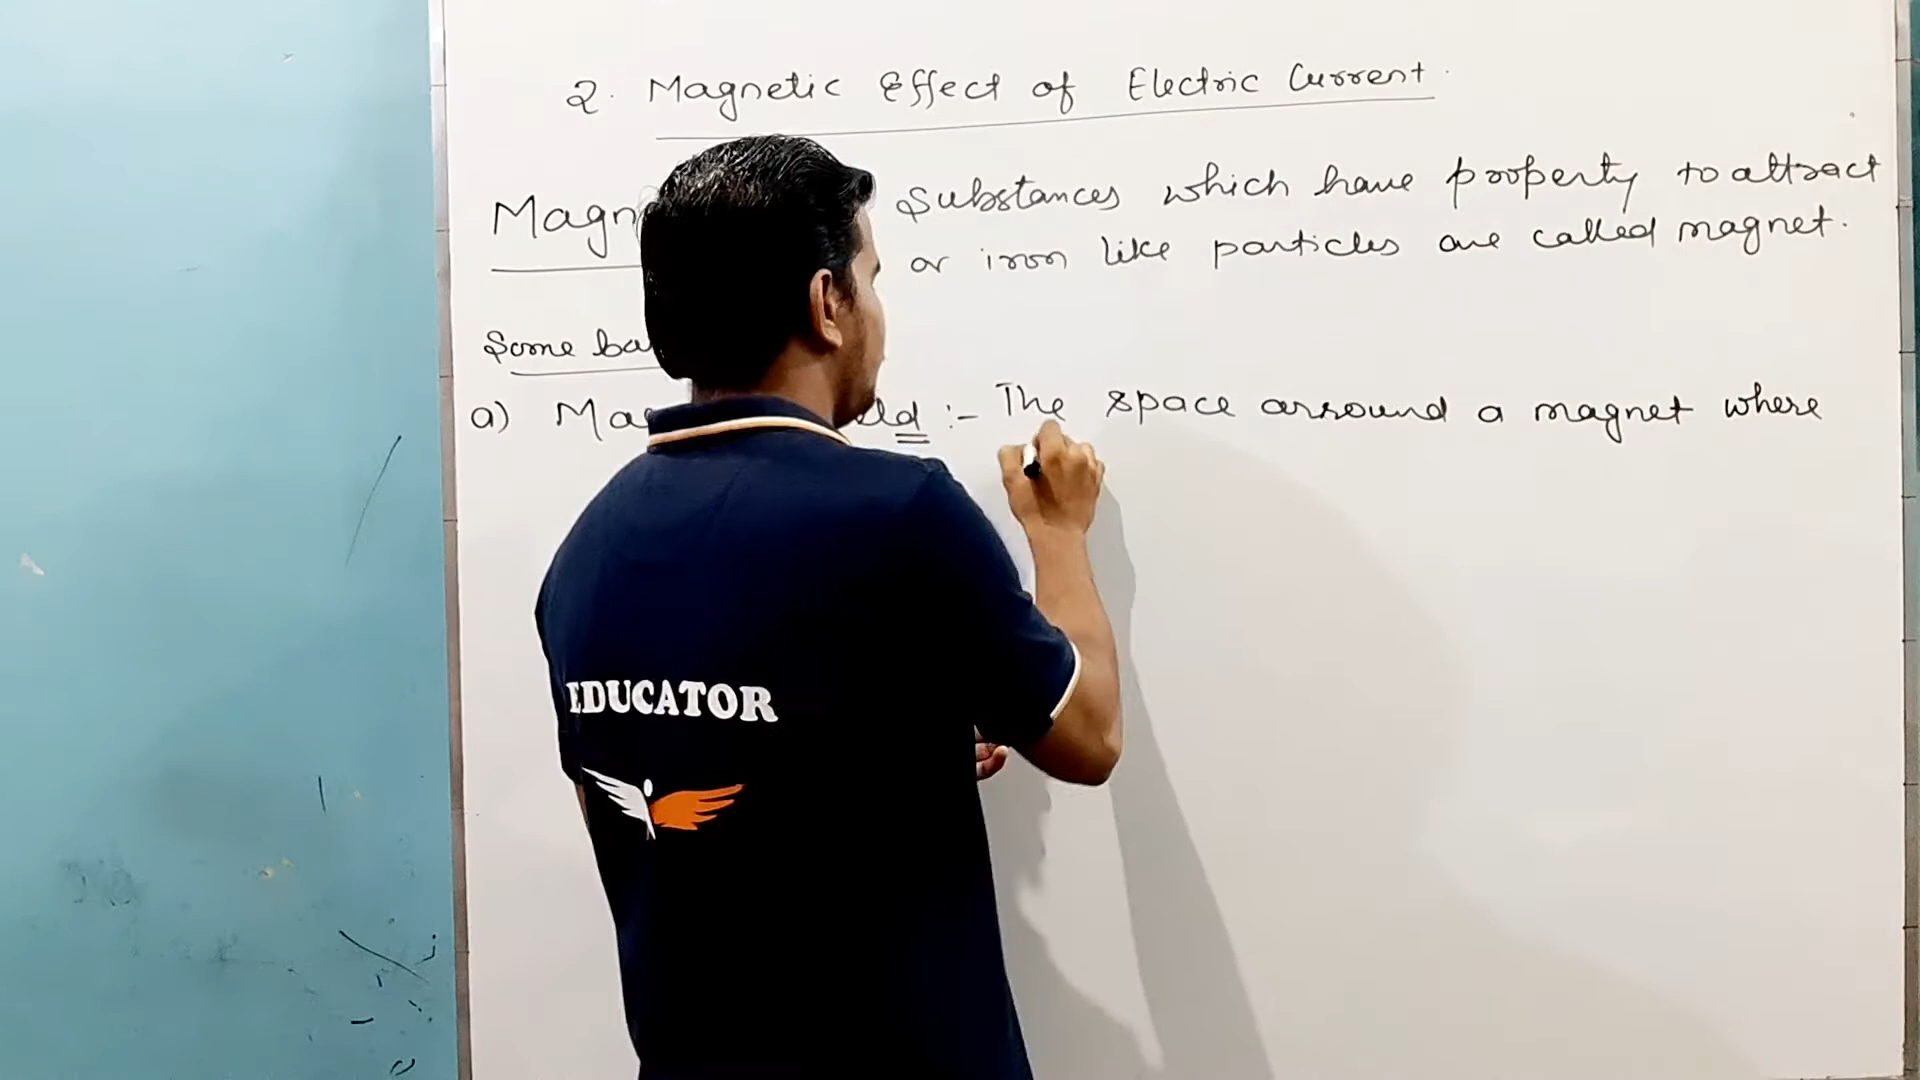 2. Magnetic Effect of Electric Current.
Magn substances which have property to attract
or iron like particles are called magnet.
Some ba
a) Mag ld :- The space arround a magnet where
EDUCATOR